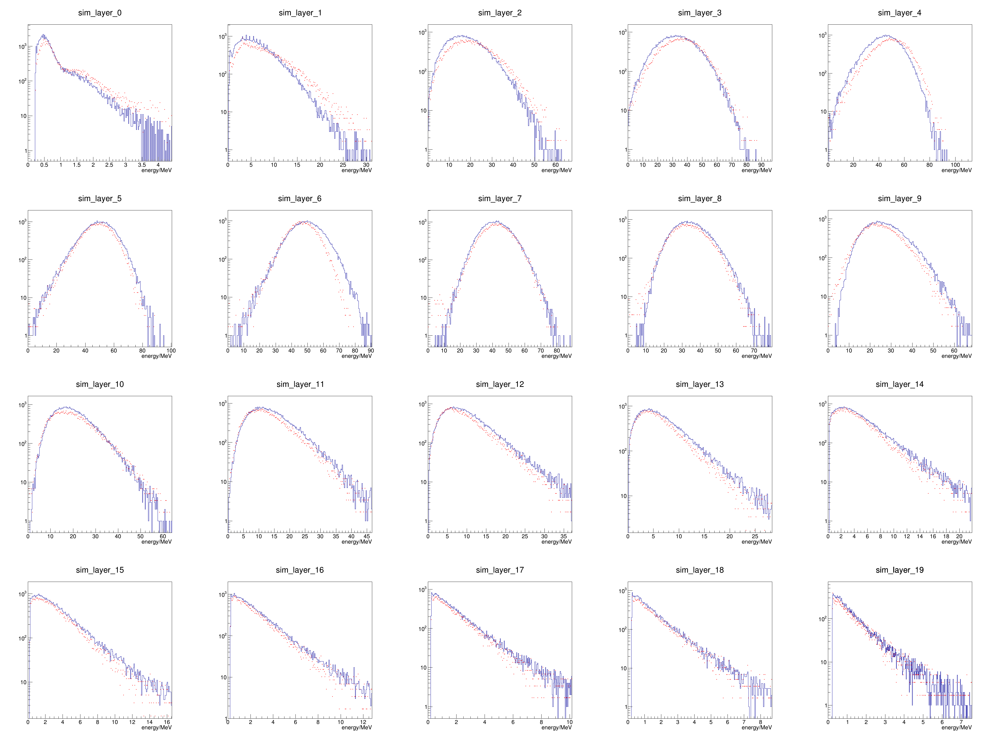 sim_layer_0
10³
10²
10
1
0 0.5 1 1.5 2 2.5 3 3.5 4
energy/MeV
sim_layer_1
10³
10²
10
1
0 5 10 15 20 25 30
energy/MeV
sim_layer_2
10³
10²
10
1
0 10 20 30 40 50 60
energy/MeV
sim_layer_3
10³
10²
10
1
0 10 20 30 40 50 60 70 80 90
energy/MeV
sim_layer_4
10³
10²
10
1
0 20 40 60 80 100
energy/MeV
sim_layer_5
10³
10²
10
1
0 20 40 60 80 100
energy/MeV
sim_layer_6
10³
10²
10
1
0 10 20 30 40 50 60 70 80 90
energy/MeV
sim_layer_7
10³
10²
10
1
0 10 20 30 40 50 60 70 80
energy/MeV
sim_layer_8
10³
10²
10
1
0 10 20 30 40 50 60 70
energy/MeV
sim_layer_9
10³
10²
10
1
0 10 20 30 40 50 60
energy/MeV
sim_layer_10
10³
10²
10
1
0 10 20 30 40 50 60
energy/MeV
sim_layer_11
10³
10²
10
1
0 5 10 15 20 25 30 35 40 45
energy/MeV
sim_layer_12
10³
10²
10
1
0 5 10 15 20 25 30 35
energy/MeV
sim_layer_13
10³
10²
10
0 5 10 15 20 25
energy/MeV
sim_layer_14
10³
10²
10
1
0 2 4 6 8 10 12 14 16 18 20
energy/MeV
sim_layer_15
10³
10²
10
0 2 4 6 8 10 12 14 16
energy/MeV
sim_layer_16
10³
10²
10
1
0 2 4 6 8 10 12
energy/MeV
sim_layer_17
10³
10²
10
1
0 2 4 6 8 10
energy/MeV
sim_layer_18
10³
10²
10
1
0 1 2 3 4 5 6 7 8
energy/MeV
sim_layer_19
10²
10
1
0 1 2 3 4 5 6 7
energy/MeV